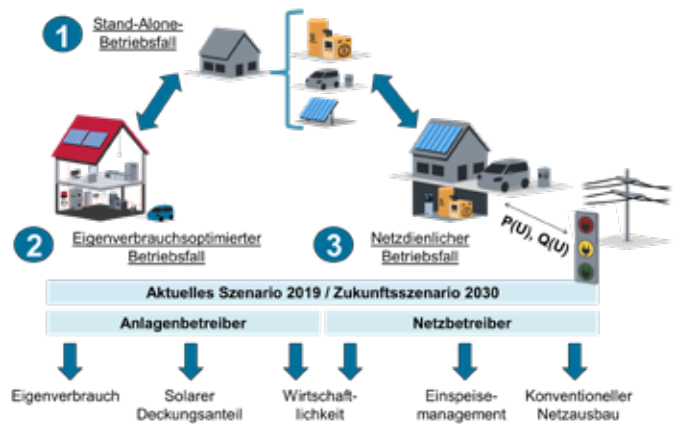 1
Stand-Alone-
Betriebsfall
2
Eigenverbrauchsoptimierter
Betriebsfall
3
Netzdienlicher
Betriebsfall
P(U), Q(U)
Aktuelles Szenario 2019 / Zukunftsszenario 2030
Anlagenbetreiber
Netzbetreiber
Eigenverbrauch
Solarer
Deckungsanteil
Wirtschaft-
lichkeit
Einspeise-
management
Konventioneller
Netzausbau